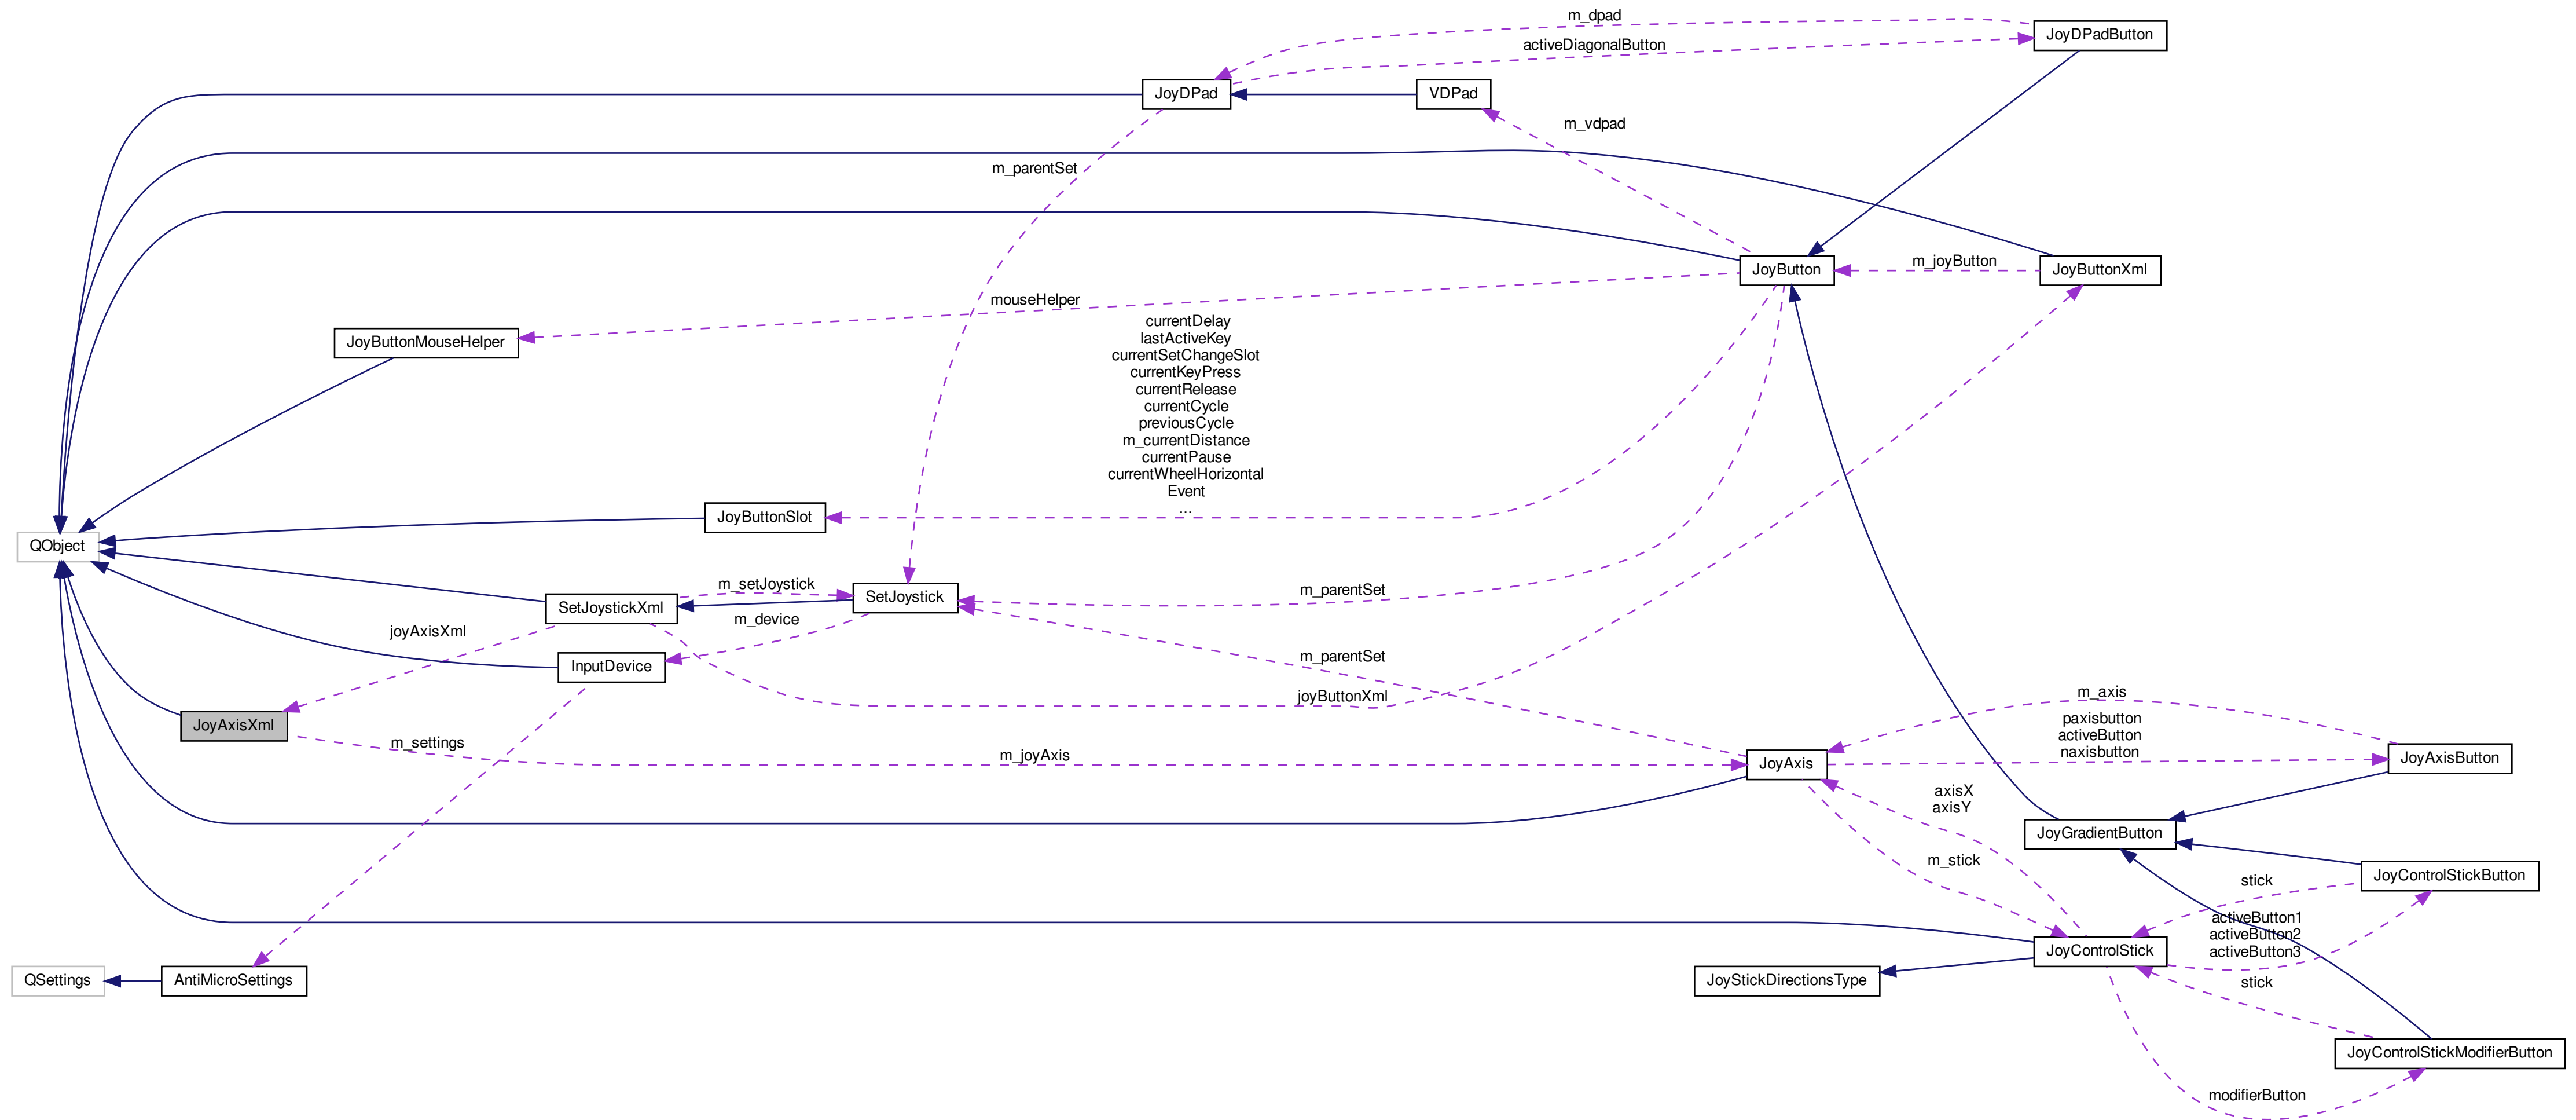 m_dpad
JoyDPadButton
activeDiagonalButton
JoyDPad
VDPad
m_vdpad
m_parentSet
JoyButton
m_joyButton
JoyButtonXml
mouseHelper
JoyButtonMouseHelper
currentDelay
lastActiveKey
currentSetChangeSlot
currentKeyPress
currentRelease
currentCycle
previousCycle
m_currentDistance
currentPause
currentWheelHorizontal
Event
...
JoyButtonSlot
QObject
m_setJoystick
SetJoystick
m_parentSet
SetJoystickXml
m_device
joyAxisXml
InputDevice
m_parentSet
joyButtonXml
m_axis
JoyAxisXml
paxisbutton
activeButton
naxisbutton
m_settings
m_joyAxis
JoyAxis
JoyAxisButton
axisX
axisY
JoyGradientButton
m_stick
stick
JoyControlStickButton
activeButton1
activeButton2
activeButton3
JoyControlStick
QSettings
AntiMicroSettings
JoyStickDirectionsType
stick
JoyControlStickModifierButton
modifierButton